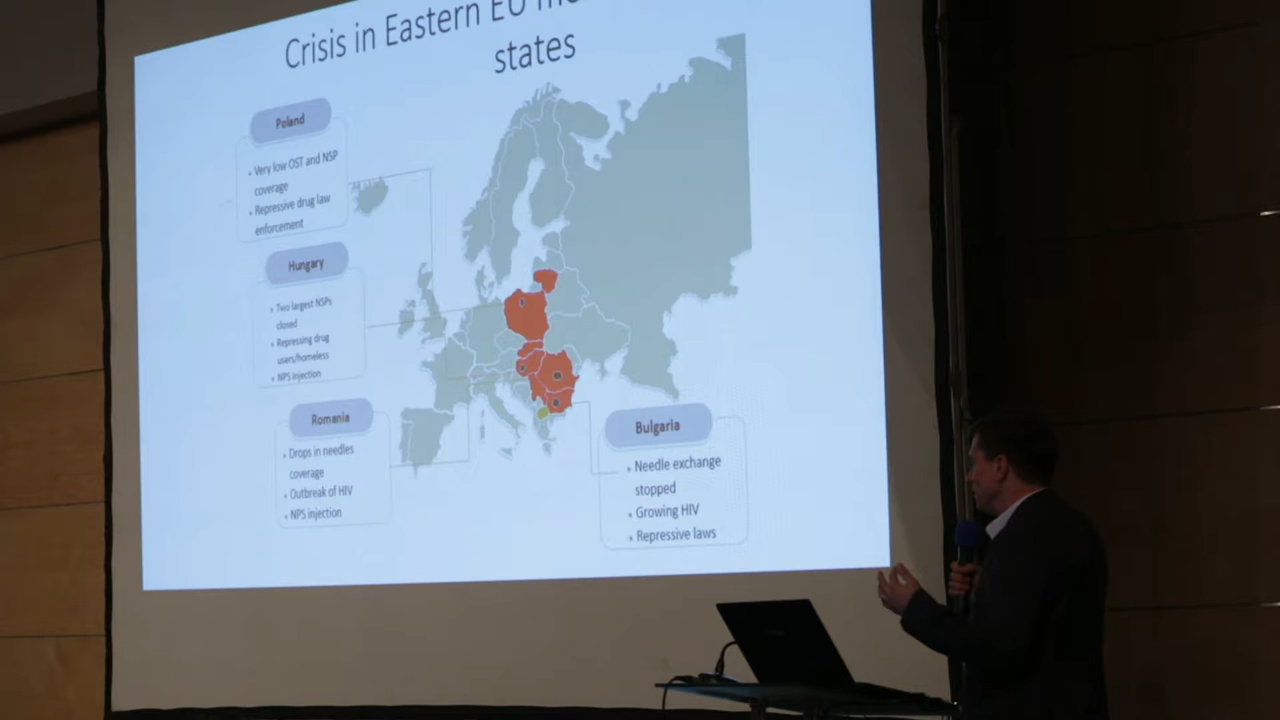 Crisis in Eastern EU
states
Poland
• Very low OST and NSP
coverage
• Repressive drug law
enforcement
Hungary
• Two largest NSPs
closed
• Repressing drug
users/homeless
• NPS injection
Romania
• Drops in needles
coverage
• Outbreak of HIV
• NPS injection
Bulgaria
• Needle exchange
stopped
• Growing HIV
• Repressive laws